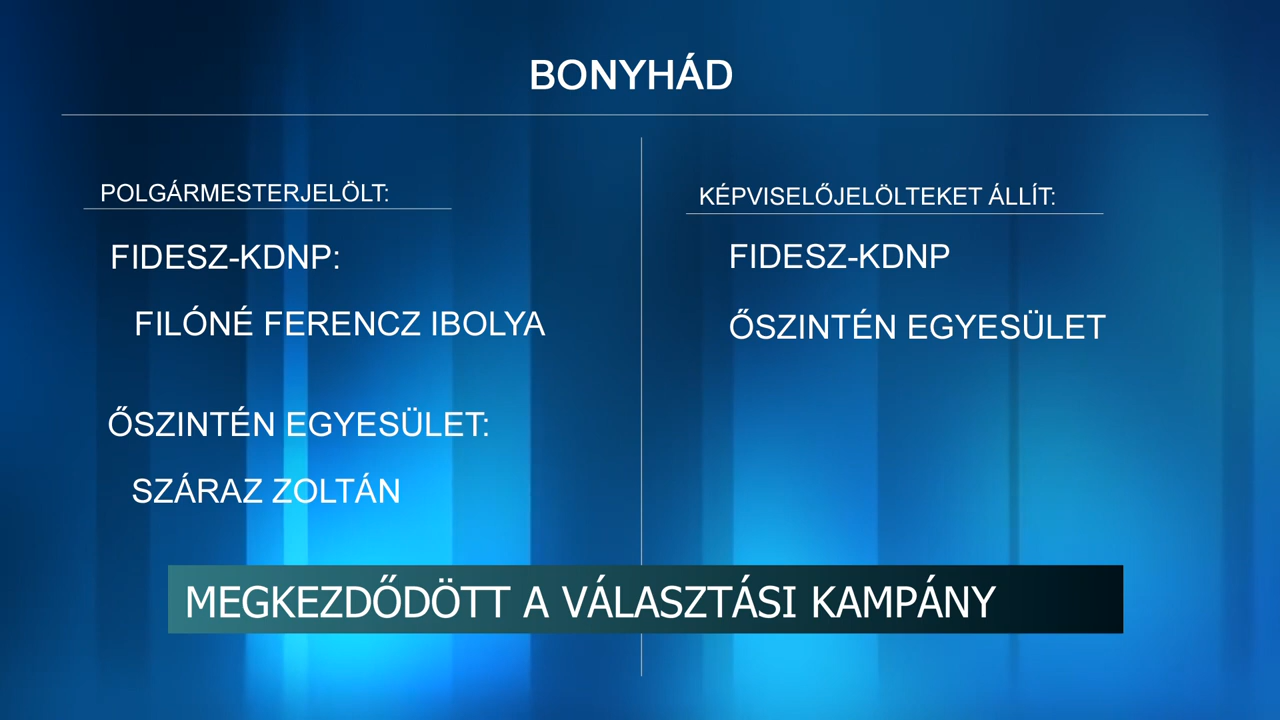 BONYHÁD
POLGÁRMESTERJELÖLT:
FIDESZ-KDNP:
FILÓNÉ FERENCZ IBOLYA
ŐSZINTÉN EGYESÜLET:
SZÁRAZ ZOLTÁN
KÉPVISELŐJELÖLTEKET ÁLLÍT:
FIDESZ-KDNP
ŐSZINTÉN EGYESÜLET
MEGKEZDŐDÖTT A VÁLASZTÁSI KAMPÁNY